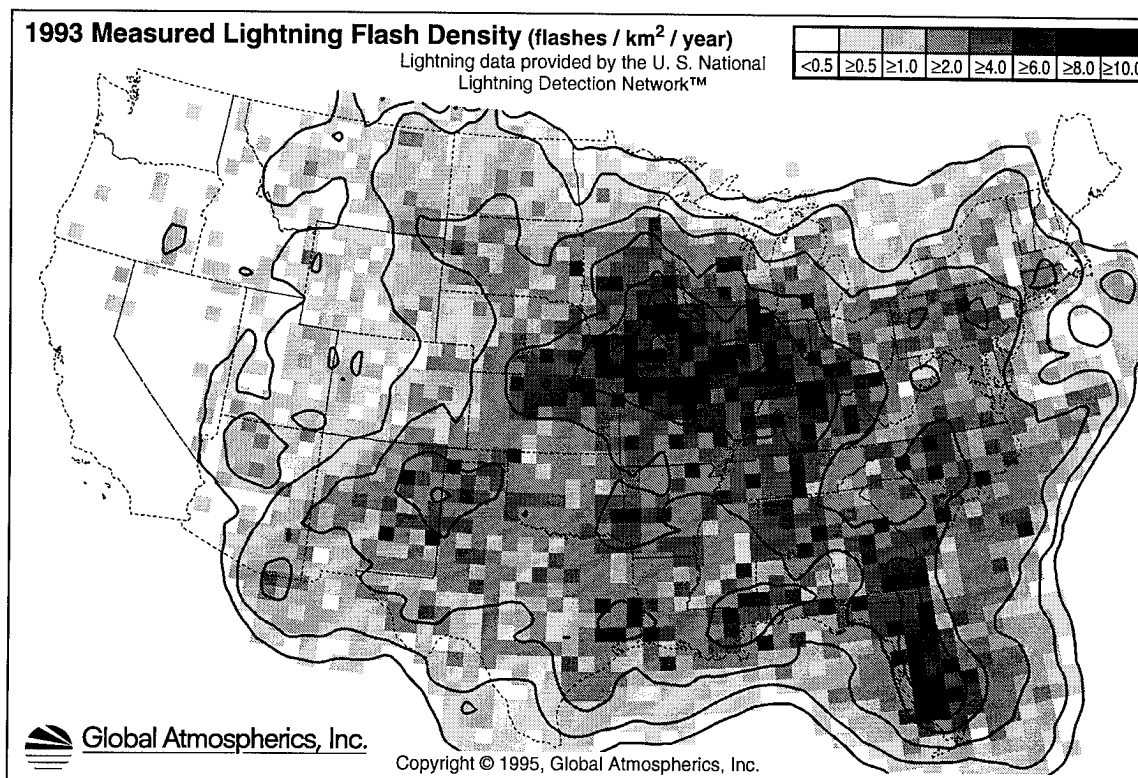 1993 Measured Lightning Flash Density (flashes / km² / year)
Lightning data provided by the U. S. National
Lightning Detection Network™
<0.5 ≥0.5 ≥1.0 ≥2.0 ≥4.0 ≥6.0 ≥8.0 ≥10.0
Global Atmospherics, Inc.
Copyright © 1995, Global Atmospherics, Inc.